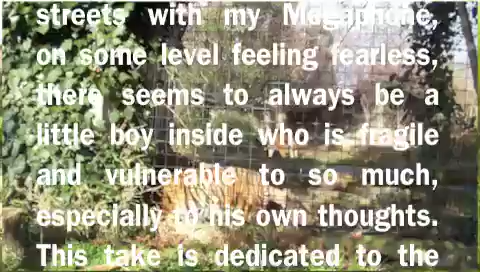 streets with my Megaphone,
on some level feeling fearless,
there seems to always be a
little boy inside who is fragile
and vulnerable to so much,
especially to his own thoughts.
This take is dedicated to the